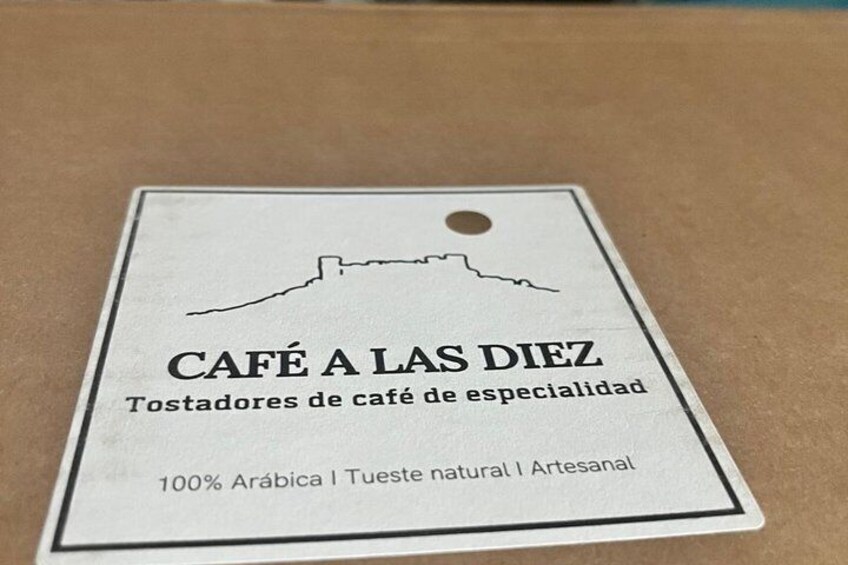 CAFÉ A LAS DIEZ
Tostadores de café de especialidad
100% Arábica | Tueste natural | Artesanal